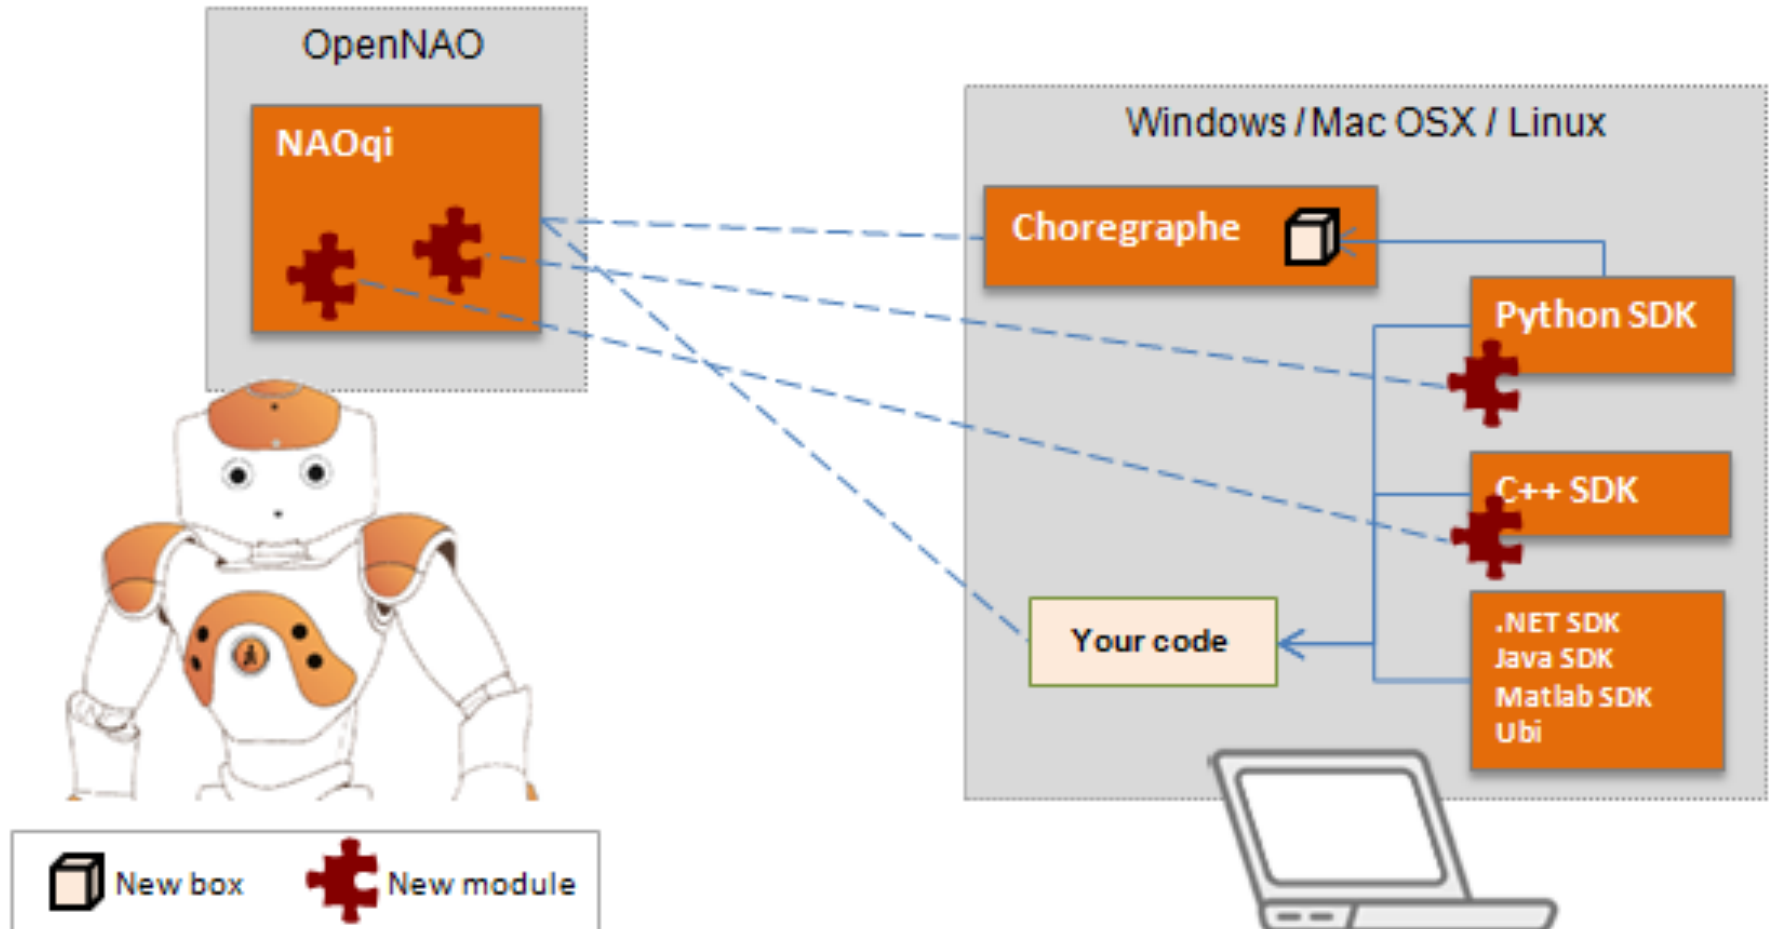 OpenNAO
NAOqi
Windows / Mac OSX / Linux
Choregraphe
Python SDK
C++ SDK
.NET SDK
Java SDK
Matlab SDK
Ubi
Your code
New box
New module